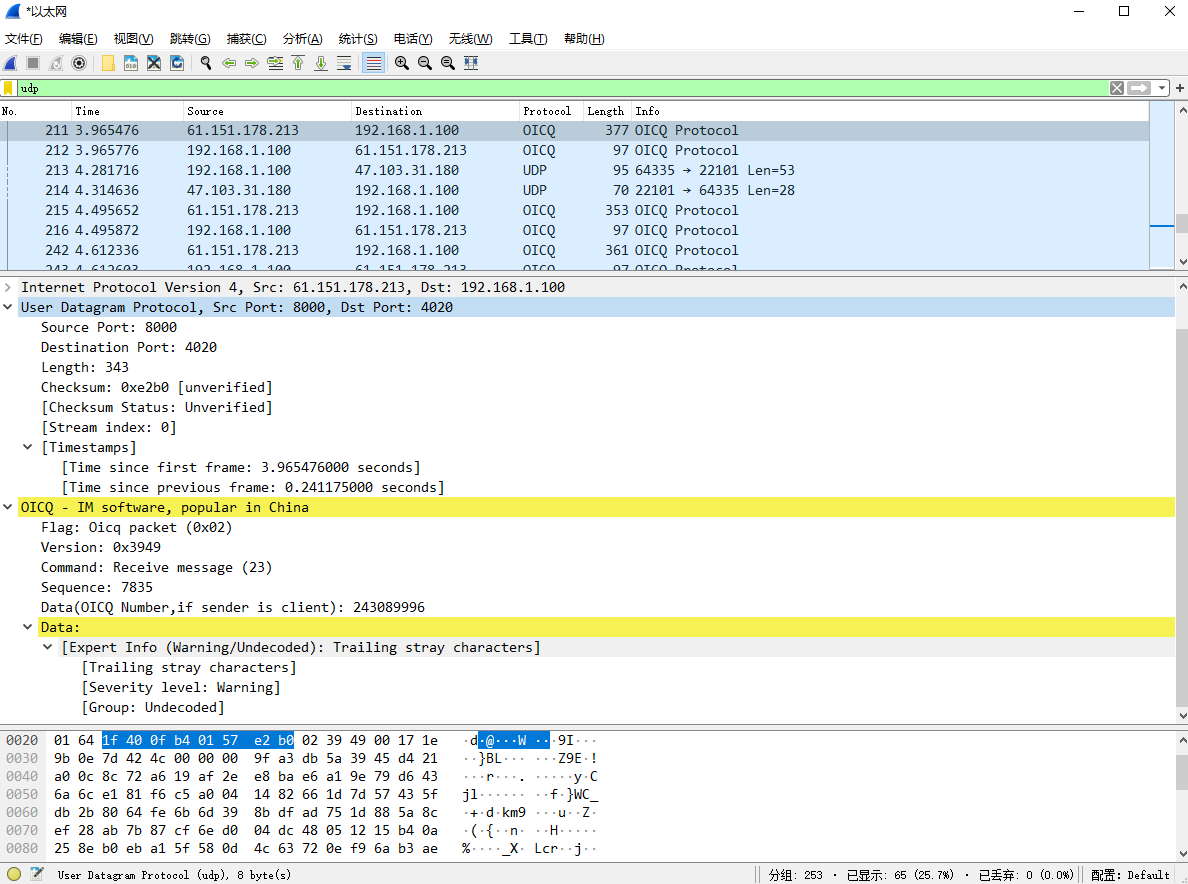 *以太网
文件(F) 编辑(E) 视图(V) 跳转(G) 捕获(C) 分析(A) 统计(S) 电话(Y) 无线(W) 工具(T) 帮助(H)
udp
No. Time Source Destination Protocol Length Info
211 3.965476 61.151.178.213 192.168.1.100 OICQ 377 OICQ Protocol
212 3.965776 192.168.1.100 61.151.178.213 OICQ 97 OICQ Protocol
213 4.281716 192.168.1.100 47.103.31.180 UDP 95 64335 → 22101 Len=53
214 4.314636 47.103.31.180 192.168.1.100 UDP 70 22101 → 64335 Len=28
215 4.495652 61.151.178.213 192.168.1.100 OICQ 353 OICQ Protocol
216 4.495872 192.168.1.100 61.151.178.213 OICQ 97 OICQ Protocol
242 4.612336 61.151.178.213 192.168.1.100 OICQ 361 OICQ Protocol
243 4.612603 192.168.1.100 61.151.178.213 OICQ 97 OICQ Protocol
Internet Protocol Version 4, Src: 61.151.178.213, Dst: 192.168.1.100
User Datagram Protocol, Src Port: 8000, Dst Port: 4020
Source Port: 8000
Destination Port: 4020
Length: 343
Checksum: 0xe2b0 [unverified]
[Checksum Status: Unverified]
[Stream index: 0]
[Timestamps]
[Time since first frame: 3.965476000 seconds]
[Time since previous frame: 0.241175000 seconds]
OICQ - IM software, popular in China
Flag: Oicq packet (0x02)
Version: 0x3949
Command: Receive message (23)
Sequence: 7835
Data(OICQ Number,if sender is client): 243089996
Data:
[Expert Info (Warning/Undecoded): Trailing stray characters]
[Trailing stray characters]
[Severity level: Warning]
[Group: Undecoded]
0020 01 64 1f 40 0f b4 01 57 e2 b0 02 39 49 00 17 1e ·d·@···W ···9I···
0030 9b 0e 7d 42 4c 00 00 00 9f a3 db 5a 39 45 d4 21 ··}BL··· ···Z9E·!
0040 a0 0c 8c 72 a6 19 af 2e e8 ba e6 a1 9e 79 d6 43 ···r···. ·····y·C
0050 6a 6c e1 81 f6 c5 a0 04 14 82 66 1d 7d 57 43 5f jl······ ··f·}WC_
0060 db 2b 80 64 fe 6b 6d 39 8b df ad 75 1d 88 5a 8c ·+·d·km9 ···u··Z·
0070 ef 28 ab 7b 87 cf 6e d0 04 dc 48 05 12 15 b4 0a ·(·{··n· ··H·····
0080 25 8e b0 eb a1 5f 58 0d 4c 63 72 0e f9 6a b3 ae %····_X· Lcr··j··
User Datagram Protocol (udp), 8 byte(s) 分组: 253 · 已显示: 65 (25.7%) · 已丢弃: 0 (0.0%) 配置: Default